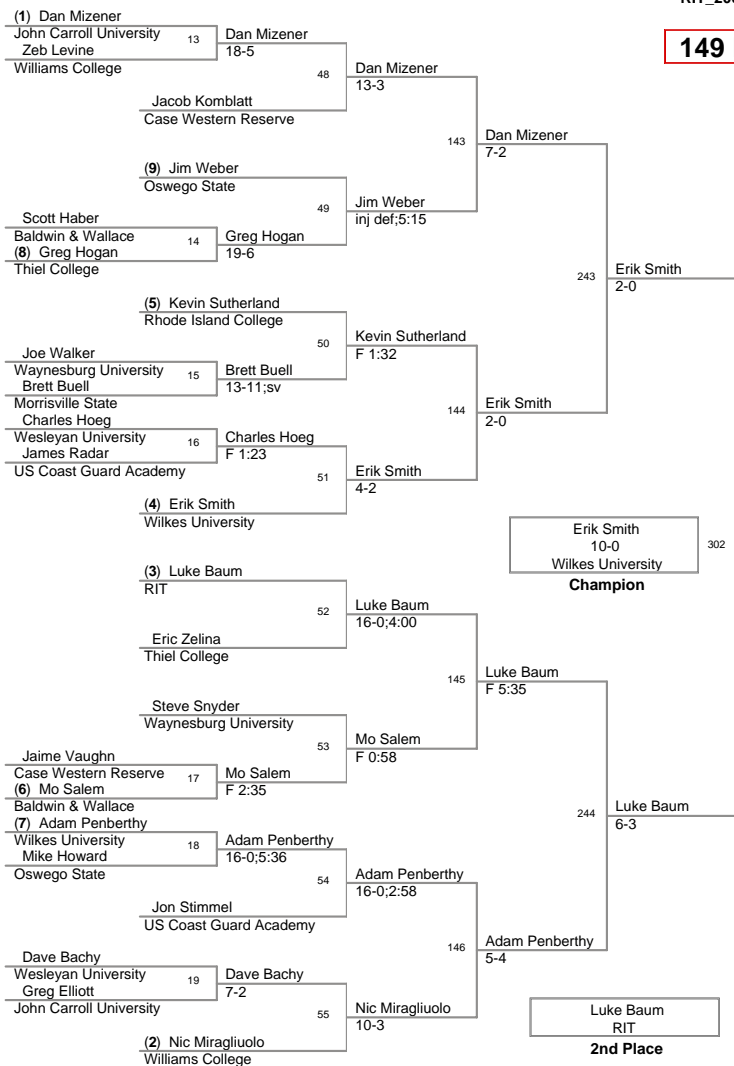 149
(1) Dan Mizener
John Carroll University
Zeb Levine
Williams College
13
Dan Mizener
18-5
Jacob Komblatt
Case Western Reserve
48
Dan Mizener
13-3
(9) Jim Weber
Oswego State
Scott Haber
Baldwin & Wallace
(8) Greg Hogan
Thiel College
14
Greg Hogan
19-6
49
Jim Weber
inj def;5:15
143
Dan Mizener
7-2
(5) Kevin Sutherland
Rhode Island College
Joe Walker
Waynesburg University
Brett Buell
Morrisville State
15
Brett Buell
13-11;sv
50
Kevin Sutherland
F 1:32
Charles Hoeg
Wesleyan University
James Radar
US Coast Guard Academy
16
Charles Hoeg
F 1:23
(4) Erik Smith
Wilkes University
51
Erik Smith
4-2
144
Erik Smith
2-0
243
Erik Smith
2-0
Erik Smith
10-0
Wilkes University
302
Champion
(3) Luke Baum
RIT
Eric Zelina
Thiel College
52
Luke Baum
16-0;4:00
Steve Snyder
Waynesburg University
Jaime Vaughn
Case Western Reserve
(6) Mo Salem
Baldwin & Wallace
17
Mo Salem
F 2:35
53
Mo Salem
F 0:58
145
Luke Baum
F 5:35
(7) Adam Penberthy
Wilkes University
Mike Howard
Oswego State
18
Adam Penberthy
16-0;5:36
Jon Stimmel
US Coast Guard Academy
54
Adam Penberthy
16-0;2:58
Dave Bachy
Wesleyan University
Greg Elliott
John Carroll University
19
Dave Bachy
7-2
(2) Nic Miragliuolo
Williams College
55
Nic Miragliuolo
10-3
146
Adam Penberthy
5-4
244
Luke Baum
6-3
Luke Baum
RIT
2nd Place